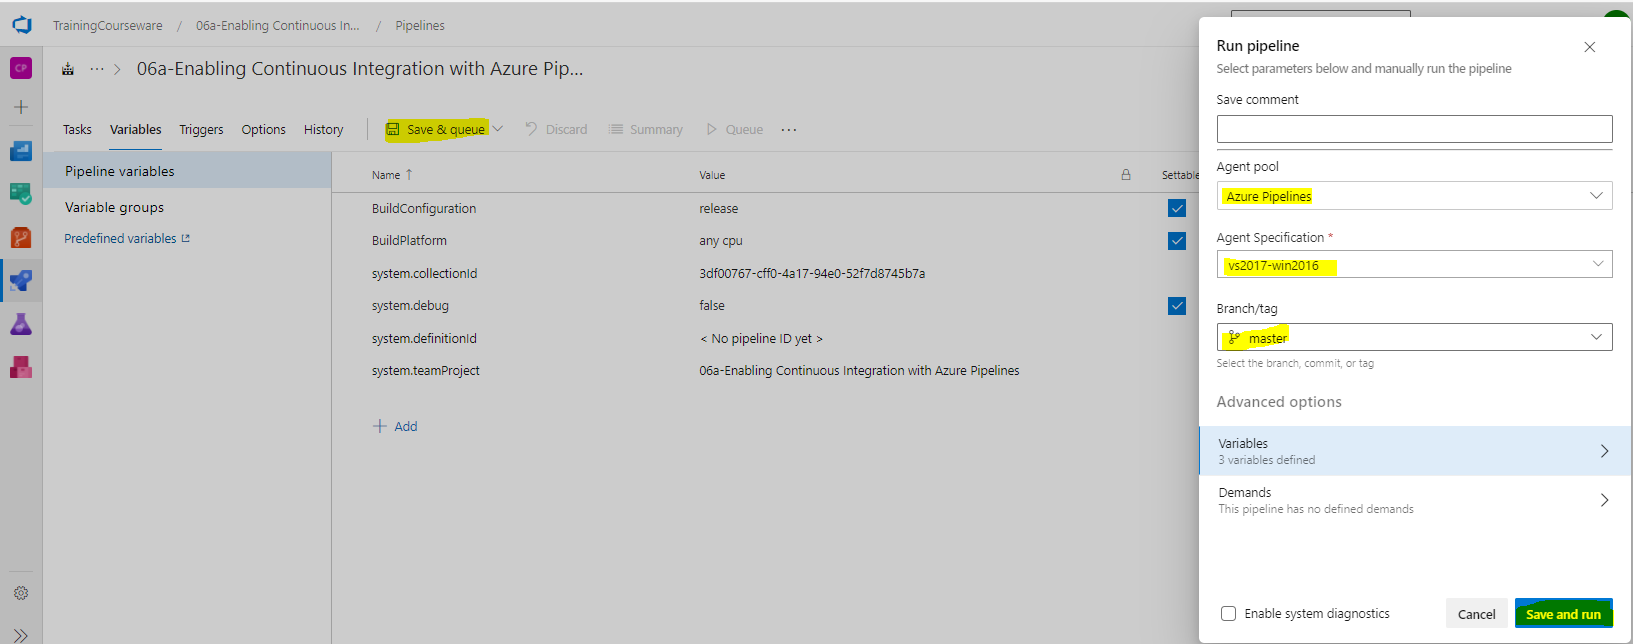 TrainingCourseware / 06a-Enabling Continuous In... / Pipelines
CP
06a-Enabling Continuous Integration with Azure Pip...
Tasks Variables Triggers Options History Save & queue Discard Summary Queue
Pipeline variables
Variable groups
Predefined variables
Name ↑ Value Settable
BuildConfiguration release
BuildPlatform any cpu
system.collectionId 3df00767-cff0-4a17-94e0-52f7d8745b7a
system.debug false
system.definitionId < No pipeline ID yet >
system.teamProject 06a-Enabling Continuous Integration with Azure Pipelines
+ Add
Run pipeline
Select parameters below and manually run the pipeline
Save comment
Agent pool
Azure Pipelines
Agent Specification *
vs2017-win2016
Branch/tag
master
Select the branch, commit, or tag
Advanced options
Variables
3 variables defined
Demands
This pipeline has no defined demands
Enable system diagnostics Cancel Save and run